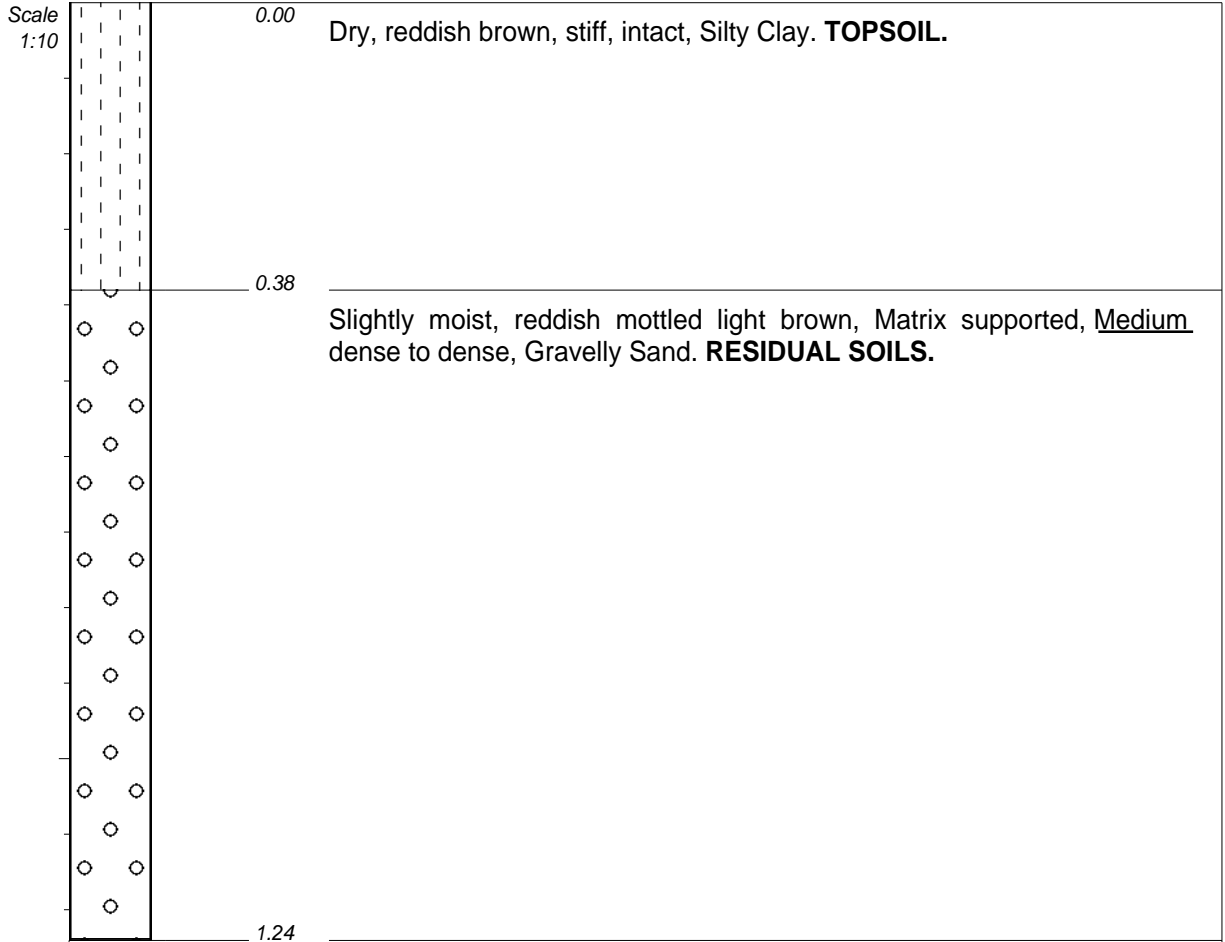 Scale
1:10
0.00
Dry, reddish brown, stiff, intact, Silty Clay. TOPSOIL.
0.38
Slightly moist, reddish mottled light brown, Matrix supported, Medium
dense to dense, Gravelly Sand. RESIDUAL SOILS.
1.24